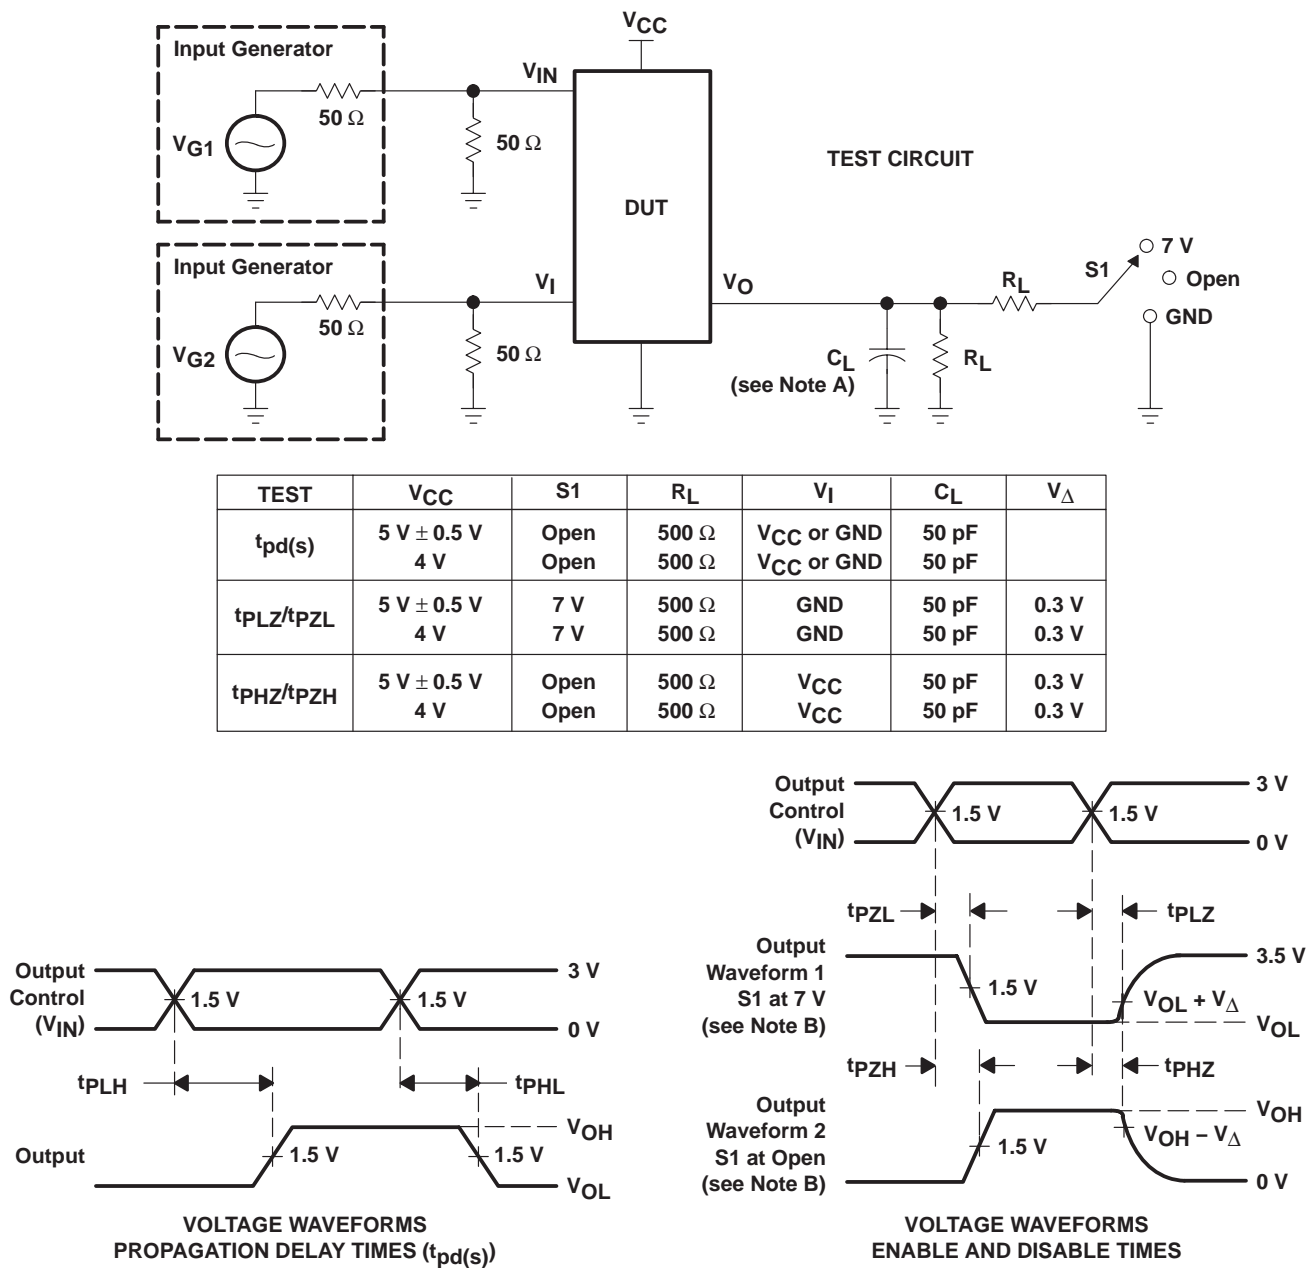 VCC
Input Generator
VIN
50 Ω
VG1
50 Ω
TEST CIRCUIT
DUT
Input Generator
VI
VO
50 Ω
VG2
50 Ω
RL
S1
7 V
Open
GND
CL
(see Note A)
RL
TEST VCC S1 RL VI CL VΔ
tpd(s) 5 V ± 0.5 V Open 500 Ω VCC or GND 50 pF
4 V Open 500 Ω VCC or GND 50 pF
tPLZ/tPZL 5 V ± 0.5 V 7 V 500 Ω GND 50 pF 0.3 V
4 V 7 V 500 Ω GND 50 pF 0.3 V
tPHZ/tPZH 5 V ± 0.5 V Open 500 Ω VCC 50 pF 0.3 V
4 V Open 500 Ω VCC 50 pF 0.3 V
Output
Control
(VIN)
1.5 V
1.5 V
3 V
0 V
tPLH
tPHL
Output
1.5 V
1.5 V
VOH
VOL
VOLTAGE WAVEFORMS
PROPAGATION DELAY TIMES (tpd(s))
Output
Control
(VIN)
1.5 V
1.5 V
3 V
0 V
tPZL
tPLZ
Output
Waveform 1
S1 at 7 V
(see Note B)
1.5 V
3.5 V
VOL + VΔ
VOL
tPZH
tPHZ
Output
Waveform 2
S1 at Open
(see Note B)
1.5 V
VOH
VOH − VΔ
0 V
VOLTAGE WAVEFORMS
ENABLE AND DISABLE TIMES